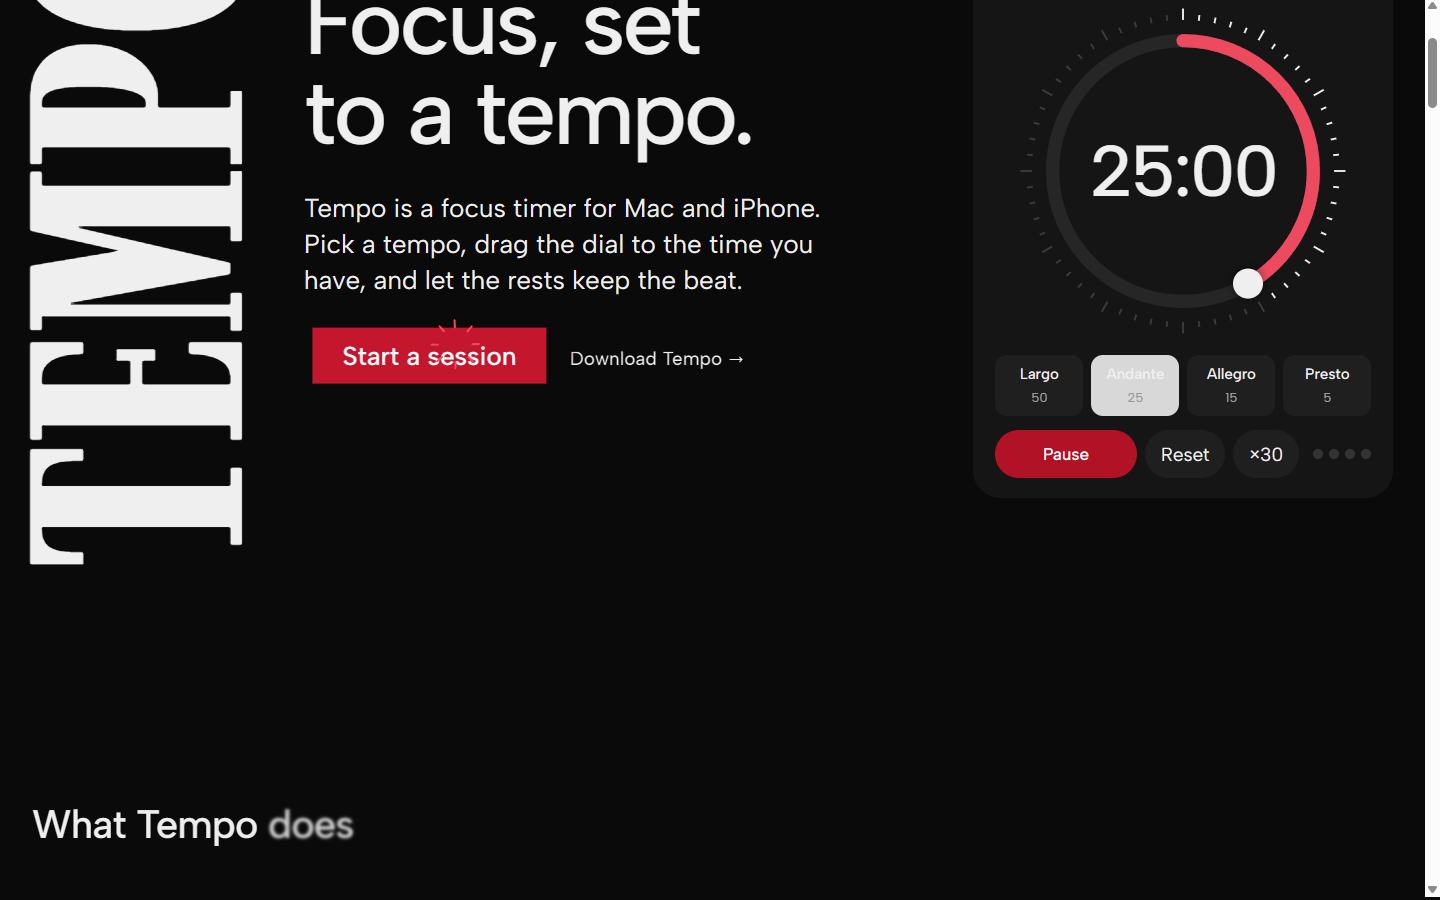 TEMPO
Focus, set
to a tempo.
Tempo is a focus timer for Mac and iPhone.
Pick a tempo, drag the dial to the time you
have, and let the rests keep the beat.
Start a session
Download Tempo →
25:00
Largo
50
Andante
25
Allegro
15
Presto
5
Pause
Reset
×30
What Tempo does